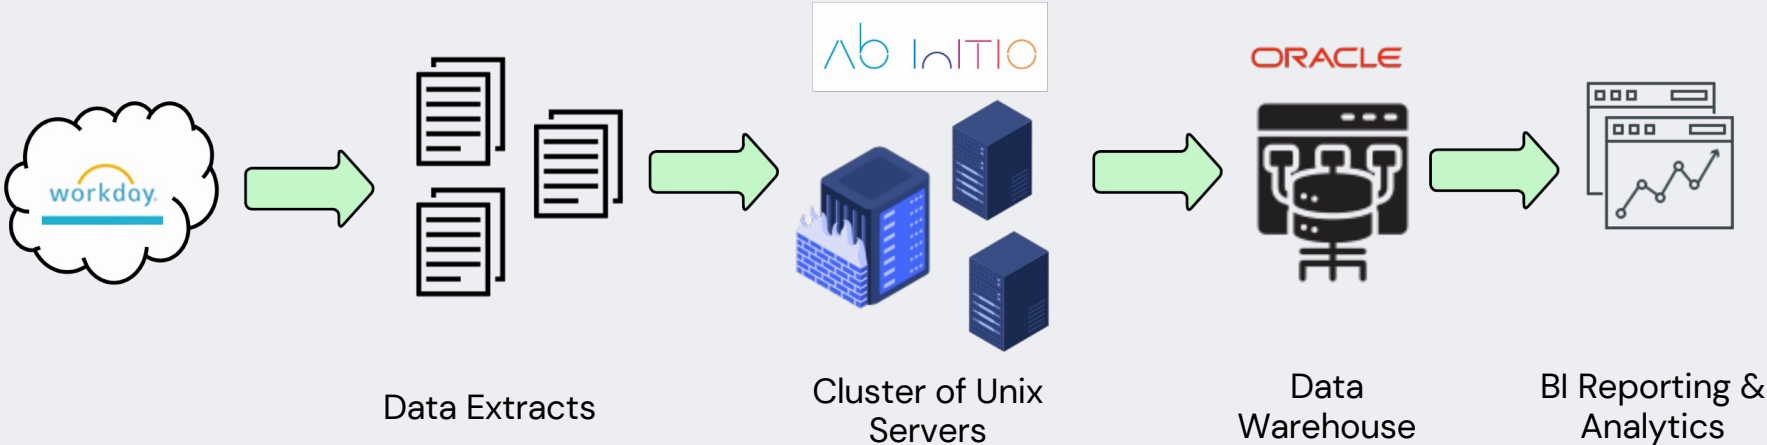 Ab InITIO
ORACLE
workday.
Data Extracts
Cluster of Unix
Servers
Data
Warehouse
BI Reporting &
Analytics